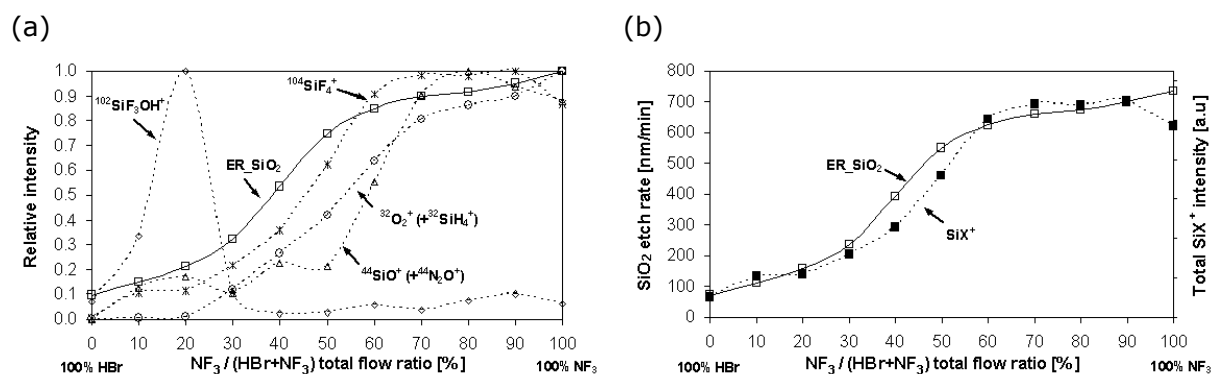 (a)
Relative intensity
1.0
0.9
0.8
0.7
0.6
0.5
0.4
0.3
0.2
0.1
0.0
¹⁰²SiF₃OH⁺
¹⁰⁴SiF₄⁺
ER_SiO₂
³²O₂⁺ (+³²SiH₄⁺)
⁴⁴SiO⁺ (+⁴⁴N₂O⁺)
0 10 20 30 40 50 60 70 80 90 100
100% HBr NF₃ / (HBr+NF₃) total flow ratio [%] 100% NF₃
(b)
SiO₂ etch rate [nm/min]
800
700
600
500
400
300
200
100
0
ER_SiO₂
SiX⁺
Total SiX⁺ intensity [a.u]
0 10 20 30 40 50 60 70 80 90 100
100% HBr NF₃ / (HBr+NF₃) total flow ratio [%] 100% NF₃